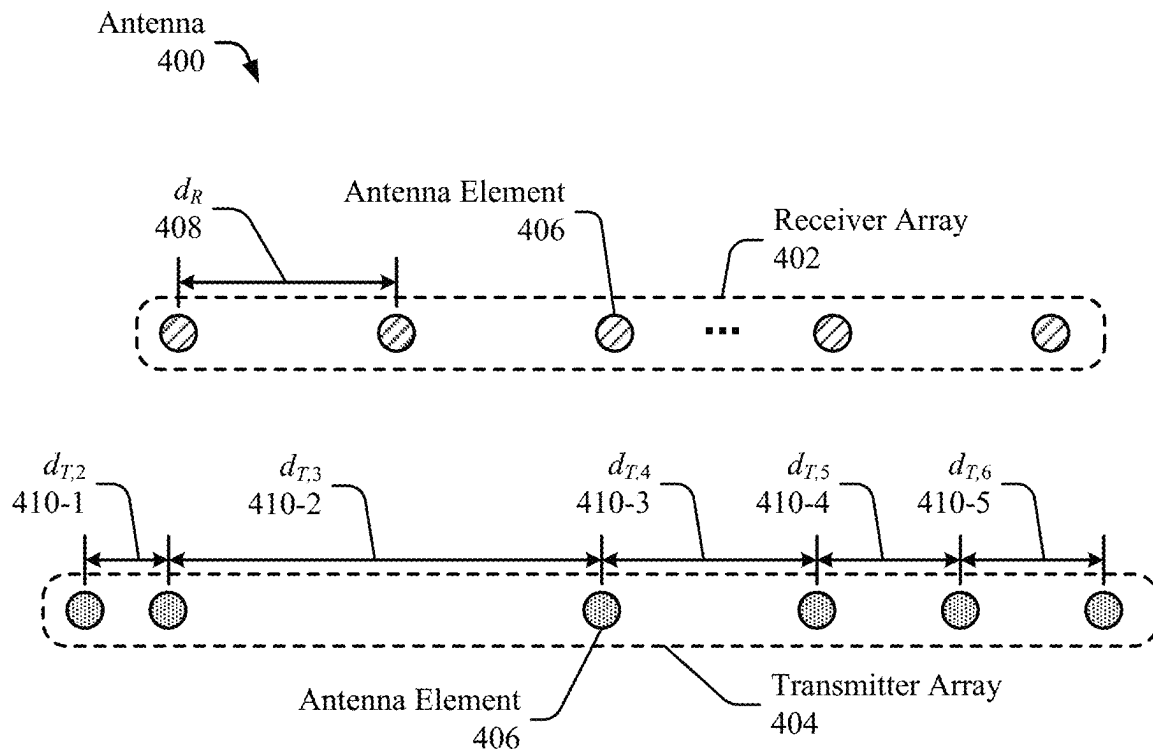 Antenna
400
d_R
408
Antenna Element
406
Receiver Array
402
...
d_T,2
410-1
d_T,3
410-2
d_T,4
410-3
d_T,5
410-4
d_T,6
410-5
Antenna Element
406
Transmitter Array
404